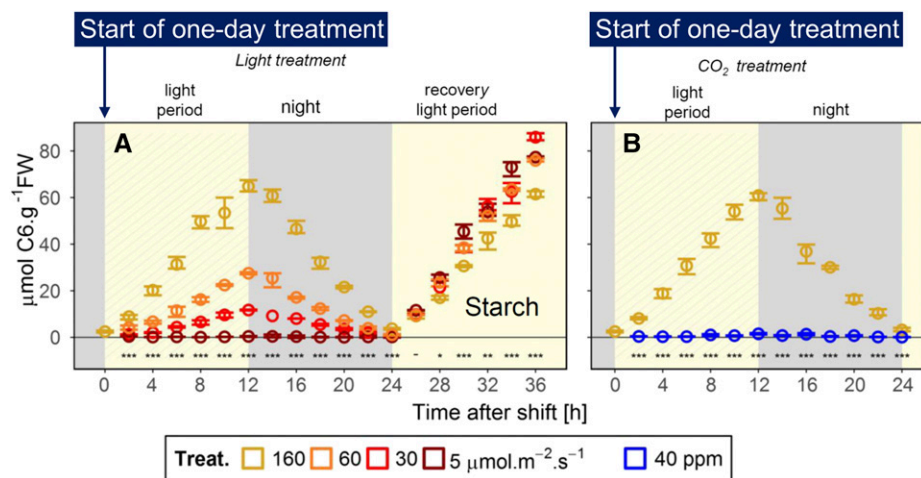 Start of one-day treatment
Start of one-day treatment
Light treatment
CO2 treatment
light period
night
recovery light period
light period
night
A
B
µmol C6.g⁻¹FW
80
60
40
20
0
Starch
*** *** *** *** *** *** *** *** *** *** *** *** - * *** ** *** ***
*** *** *** *** *** *** *** *** *** *** *** ***
0 4 8 12 16 20 24 28 32 36
0 4 8 12 16 20 24
Time after shift [h]
Treat. 160 60 30 5 µmol.m⁻².s⁻¹ 40 ppm